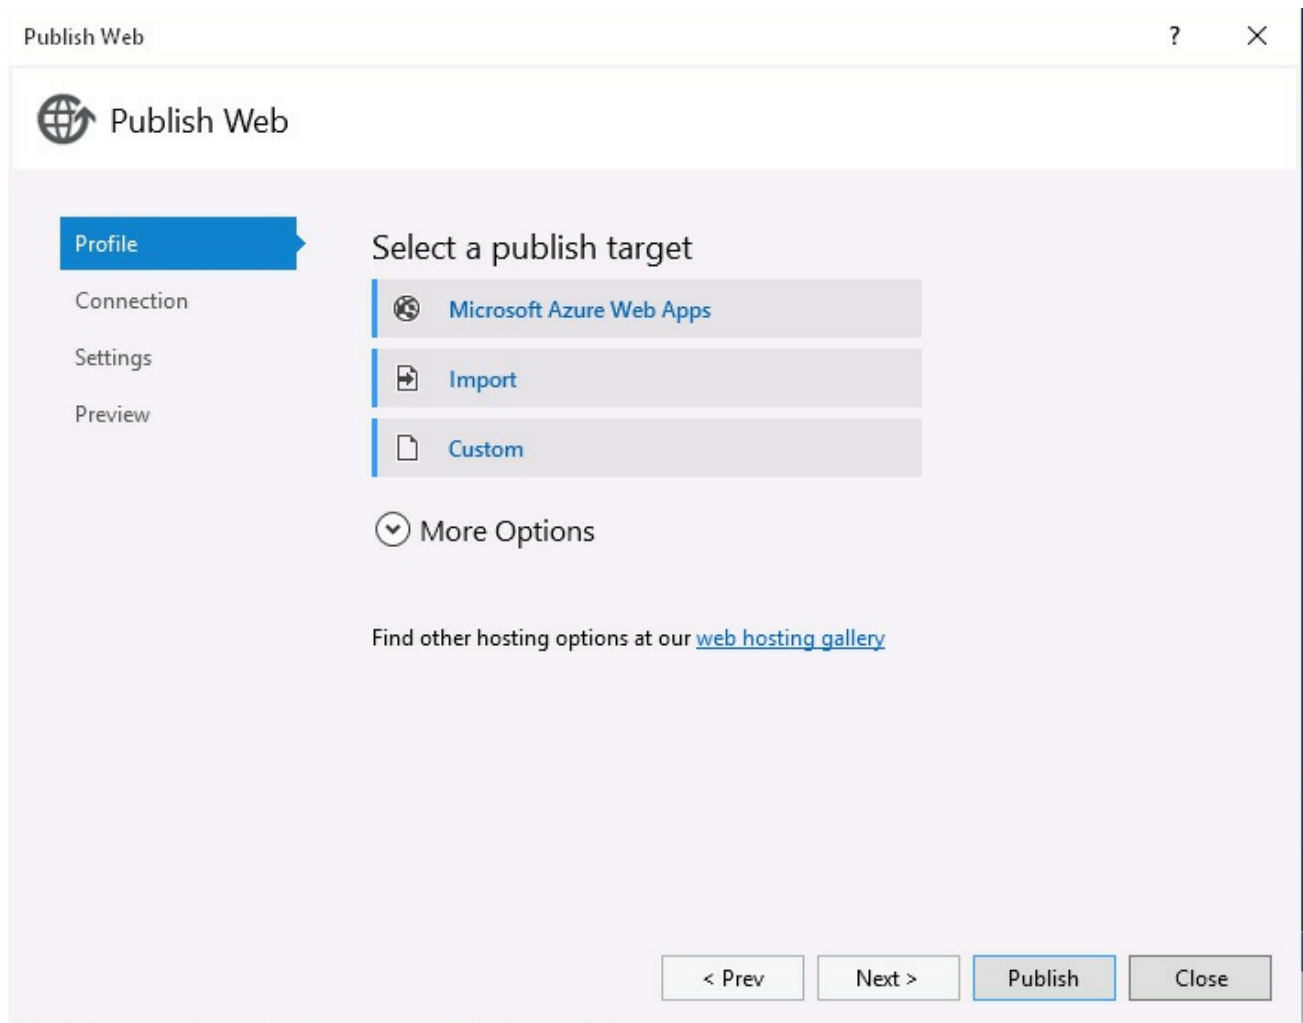 Publish Web
?
Publish Web
Profile
Connection
Settings
Preview
Select a publish target
Microsoft Azure Web Apps
Import
Custom
More Options
Find other hosting options at our web hosting gallery
< Prev
Next >
Publish
Close